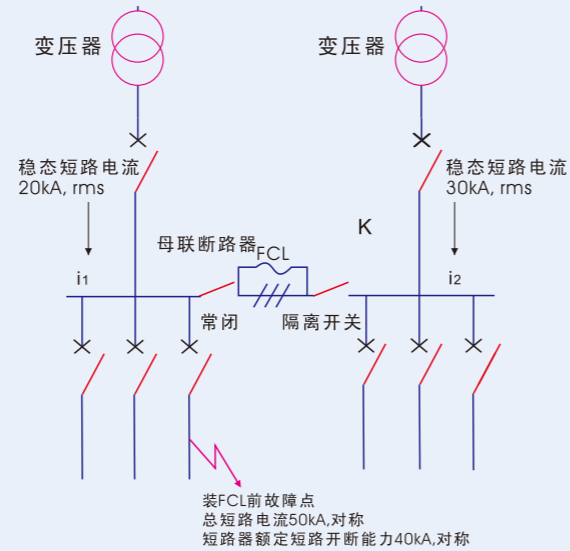 变压器
变压器
稳态短路电流
20kA, rms
稳态短路电流
30kA, rms
K
母联断路器
FCL
i1
i2
常闭
隔离开关
装FCL前故障点
总短路电流50kA,对称
短路器额定短路开断能力40kA,对称